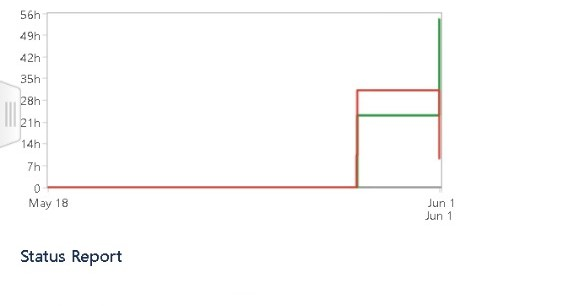 56h
49h
42h
35h
28h
21h
14h
7h
0
May 18
Jun 1
Jun 1
Status Report